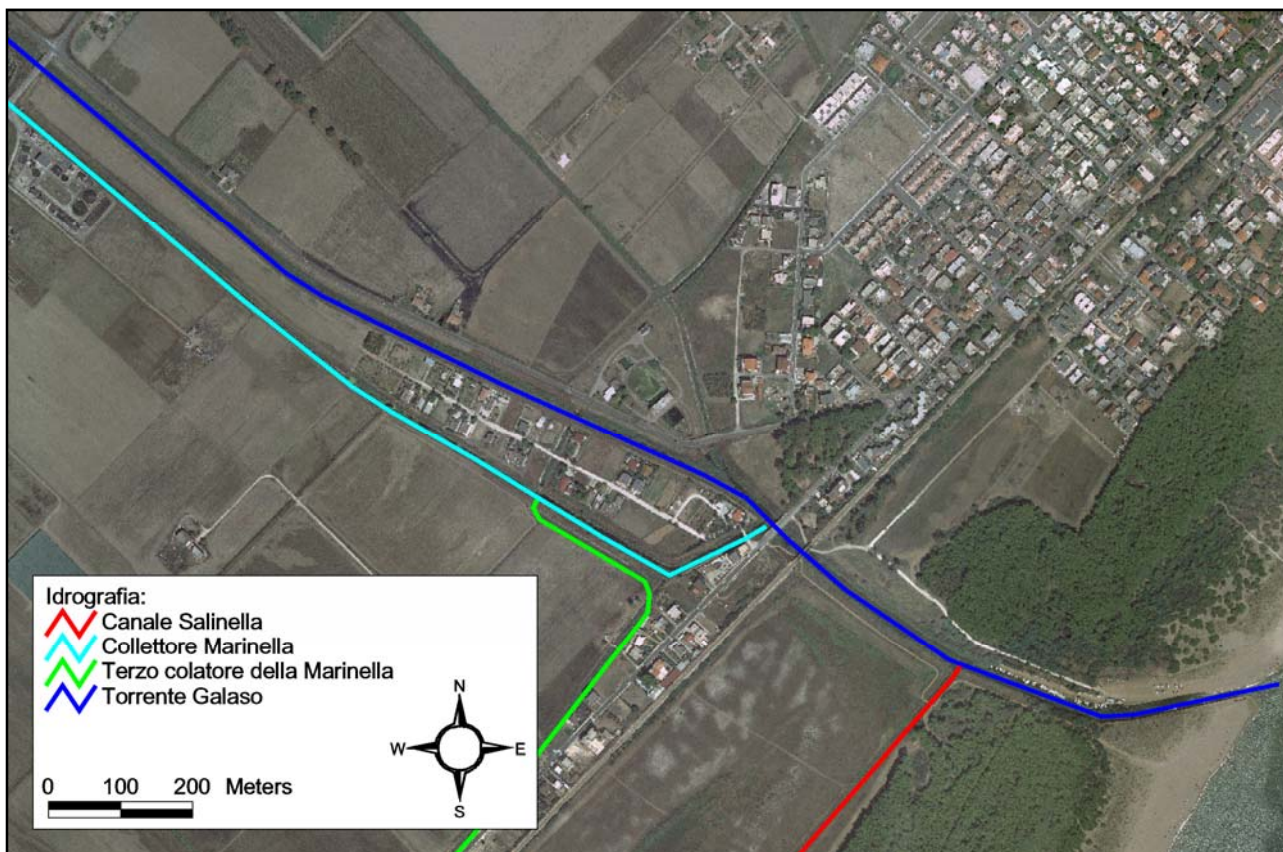 Idrografia:
Canale Salinella
Collettore Marinella
Terzo colatore della Marinella
Torrente Galaso
N
W E
S
0 100 200 Meters